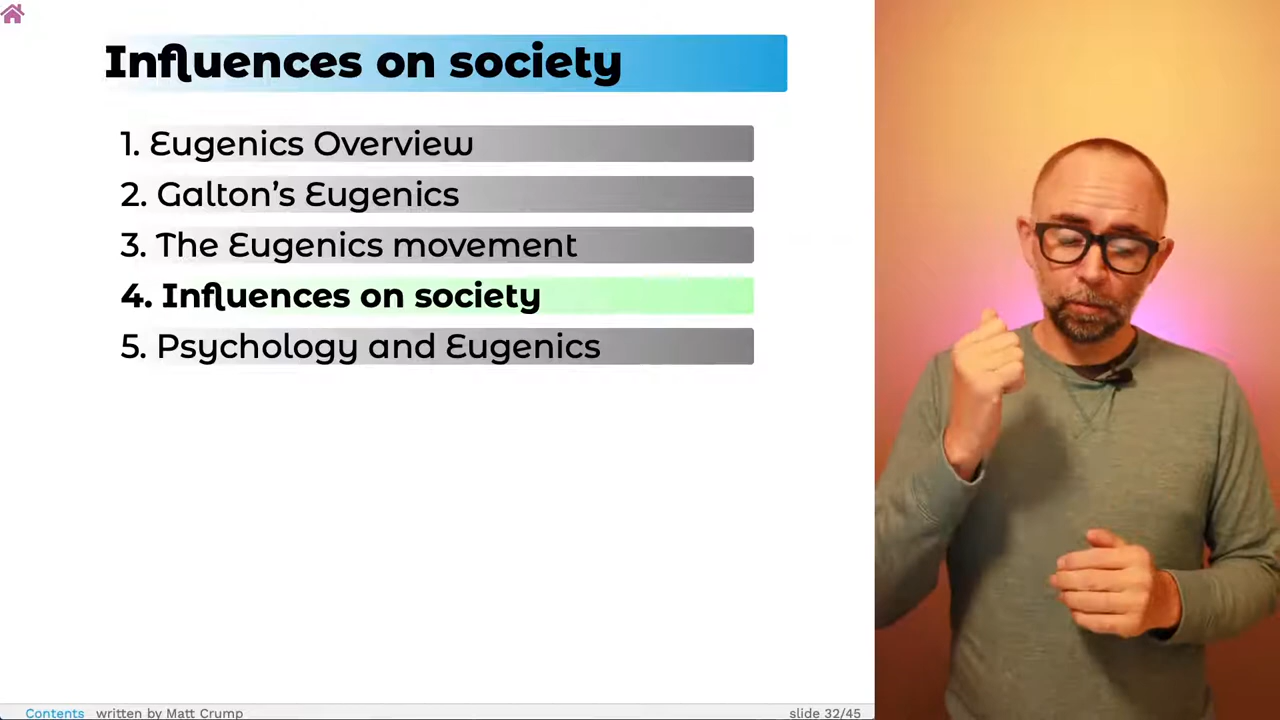 Influences on society
1. Eugenics Overview
2. Galton's Eugenics
3. The Eugenics movement
4. Influences on society
5. Psychology and Eugenics
Contents written by Matt Crump slide 32/45